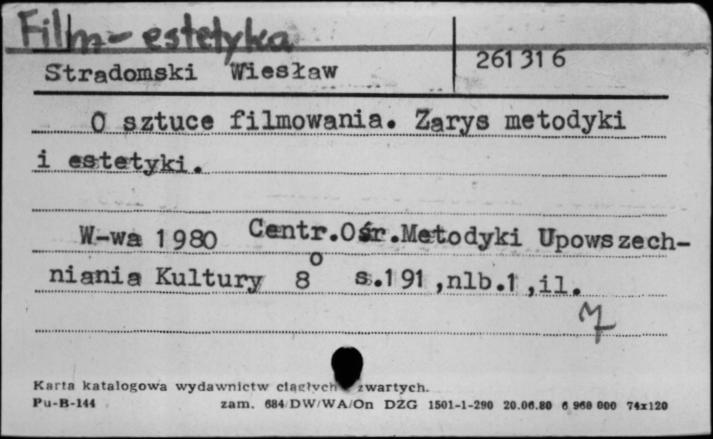 Film - estetyka
Stradomski Wiesław 261316
O sztuce filmowania. Zarys metodyki
i estetyki.
W-wa 1980 Centr.Ośr.Metodyki Upowszech-
niania Kultury 8° s.191,nlb.1,il.
Karta katalogowa wydawnictw ciągłych zwartych.
Pu-B-144 zam. 684/DW/WA/On DZG 1501-1-290 20.06.80 6 960 000 74x120